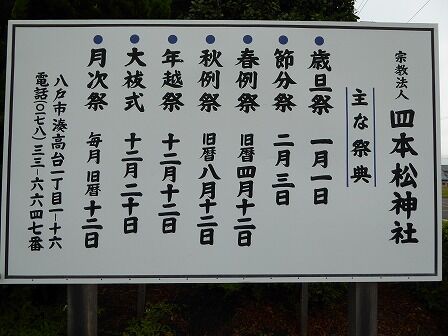 宗教法人 四本松神社
主な祭典
歳旦祭 一月一日
節分祭 二月三日
春例祭 旧暦四月十二日
秋例祭 旧暦八月十二日
年越祭 十二月十二日
大祓式 十二月二十日
月次祭 毎月 旧暦十二日
八戸市湊高台一丁目一十六
電話(〇一七八)三三-六六四七番